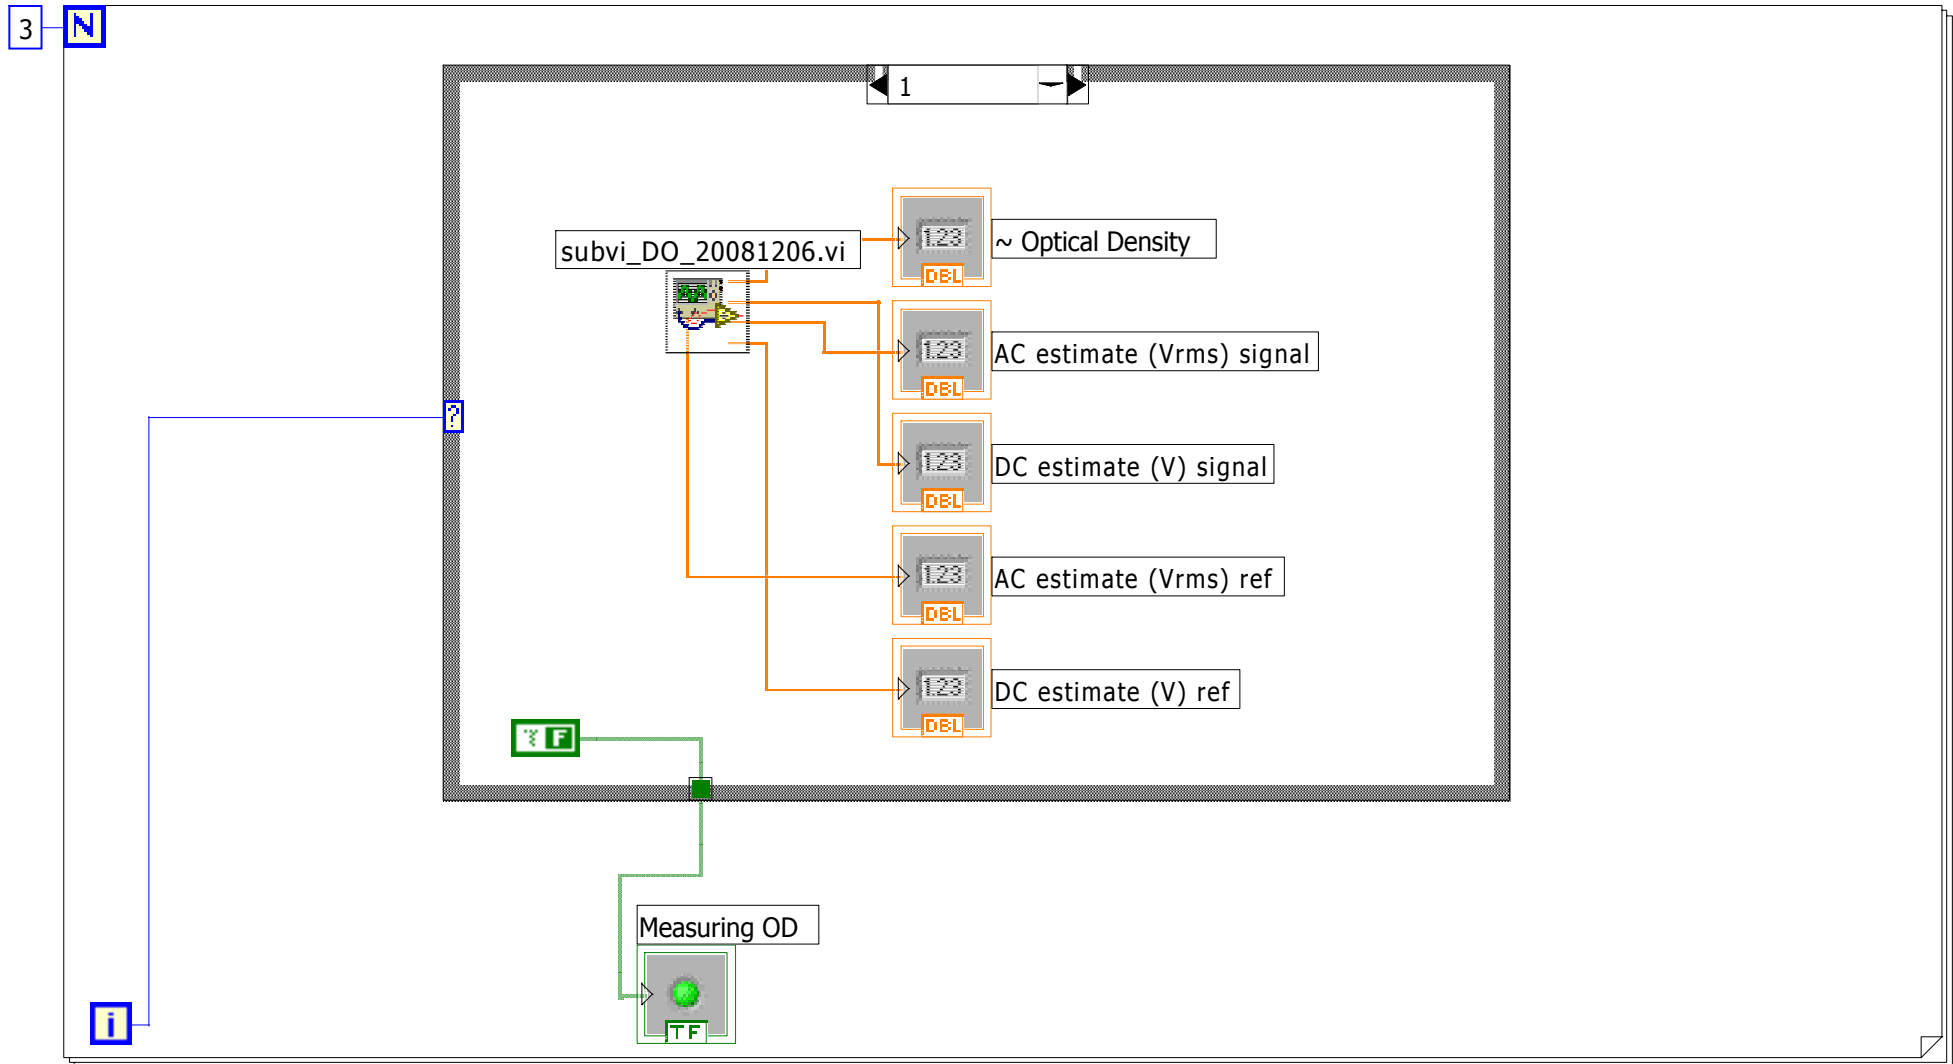 3
N
1
subvi_DO_20081206.vi
1.23
DBL
~ Optical Density
1.23
DBL
AC estimate (Vrms) signal
1.23
DBL
DC estimate (V) signal
?
1.23
DBL
AC estimate (Vrms) ref
1.23
DBL
DC estimate (V) ref
T F
Measuring OD
TF
i